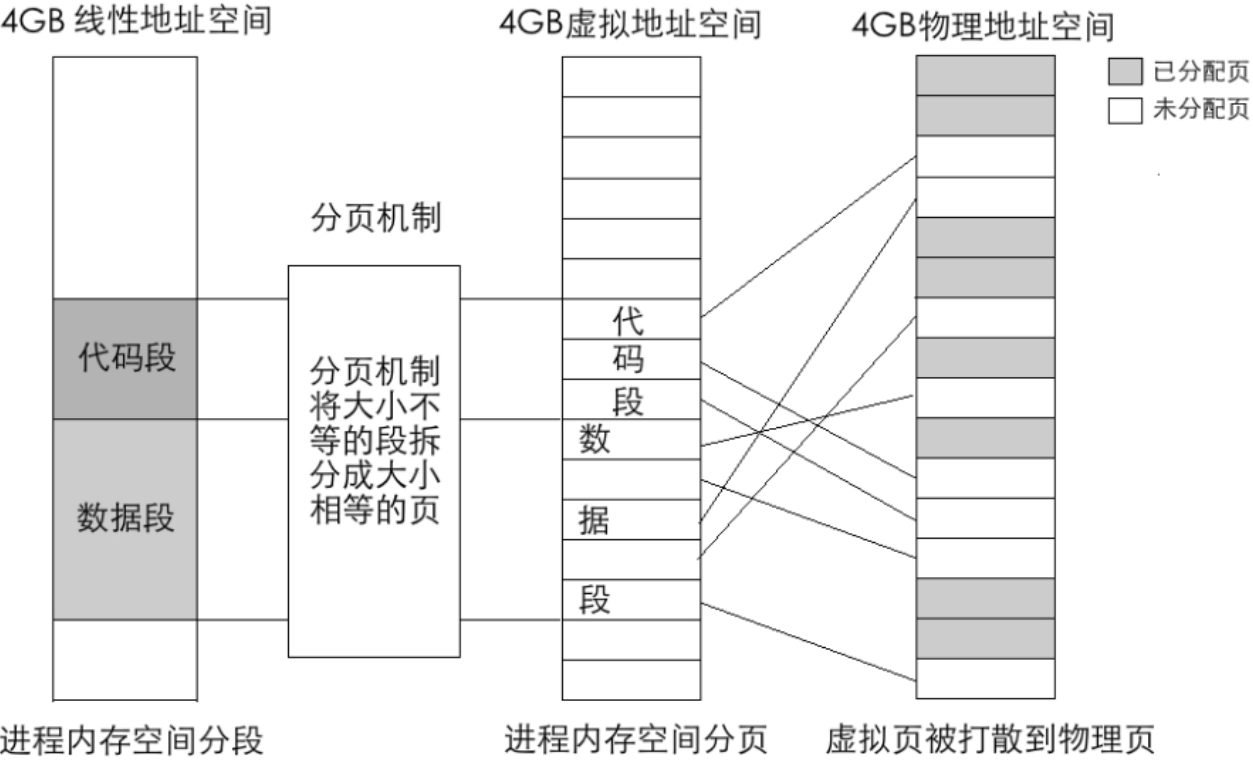 4GB 线性地址空间
4GB虚拟地址空间
4GB物理地址空间
已分配页
未分配页
分页机制
代码段
数据段
分页机制
将大小不
等的段拆
分成大小
相等的页
代
码
段
数
据
段
进程内存空间分段
进程内存空间分页
虚拟页被打散到物理页